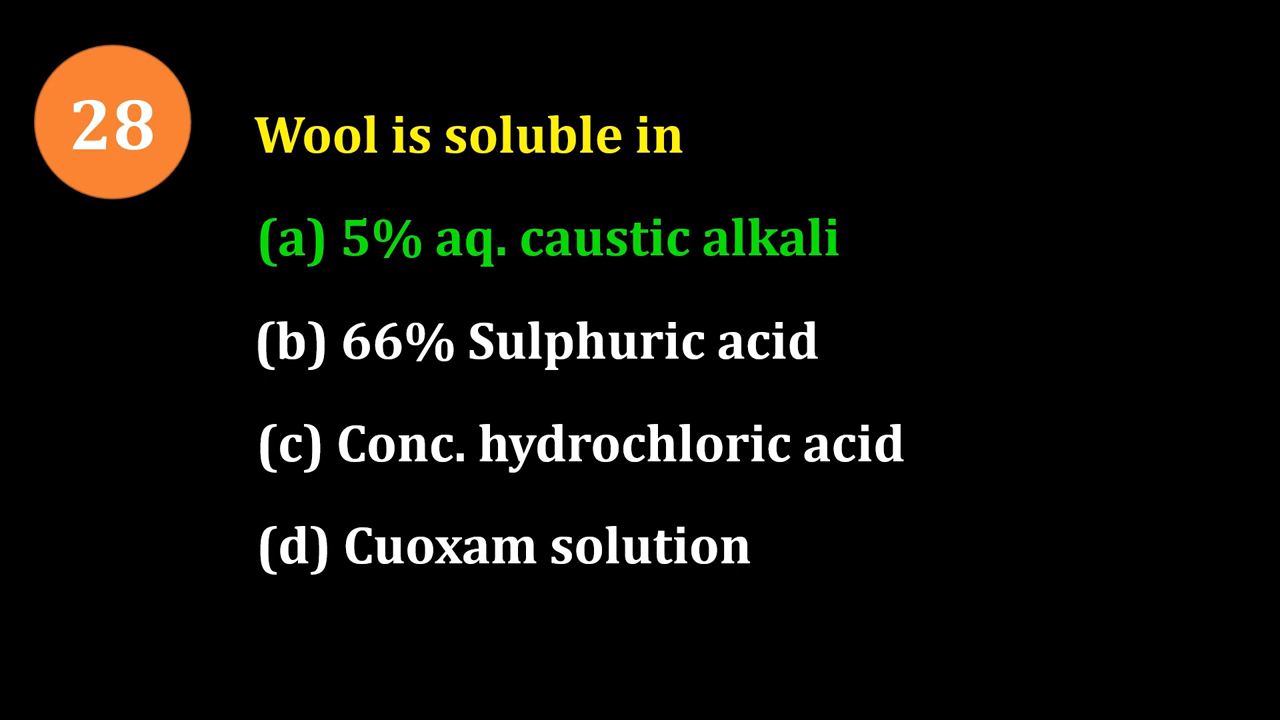 28
Wool is soluble in
(a) 5% aq. caustic alkali
(b) 66% Sulphuric acid
(c) Conc. hydrochloric acid
(d) Cuoxam solution